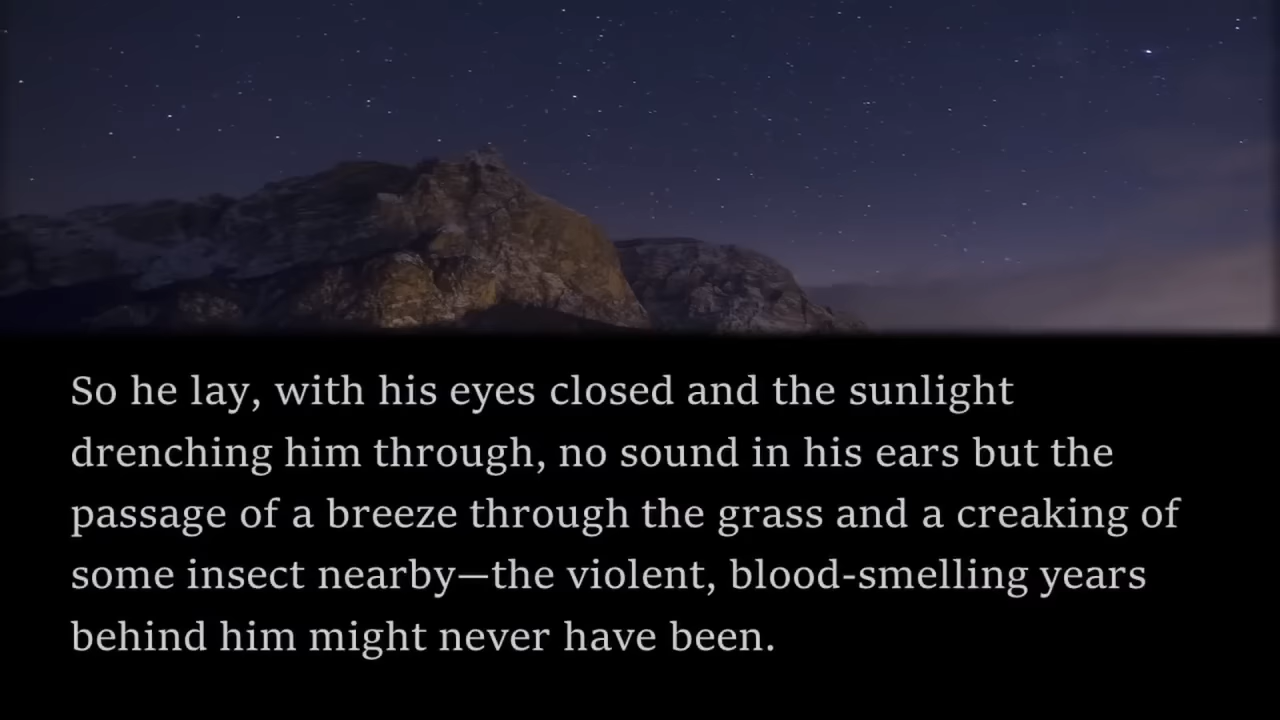 So he lay, with his eyes closed and the sunlight
drenching him through, no sound in his ears but the
passage of a breeze through the grass and a creaking of
some insect nearby—the violent, blood-smelling years
behind him might never have been.